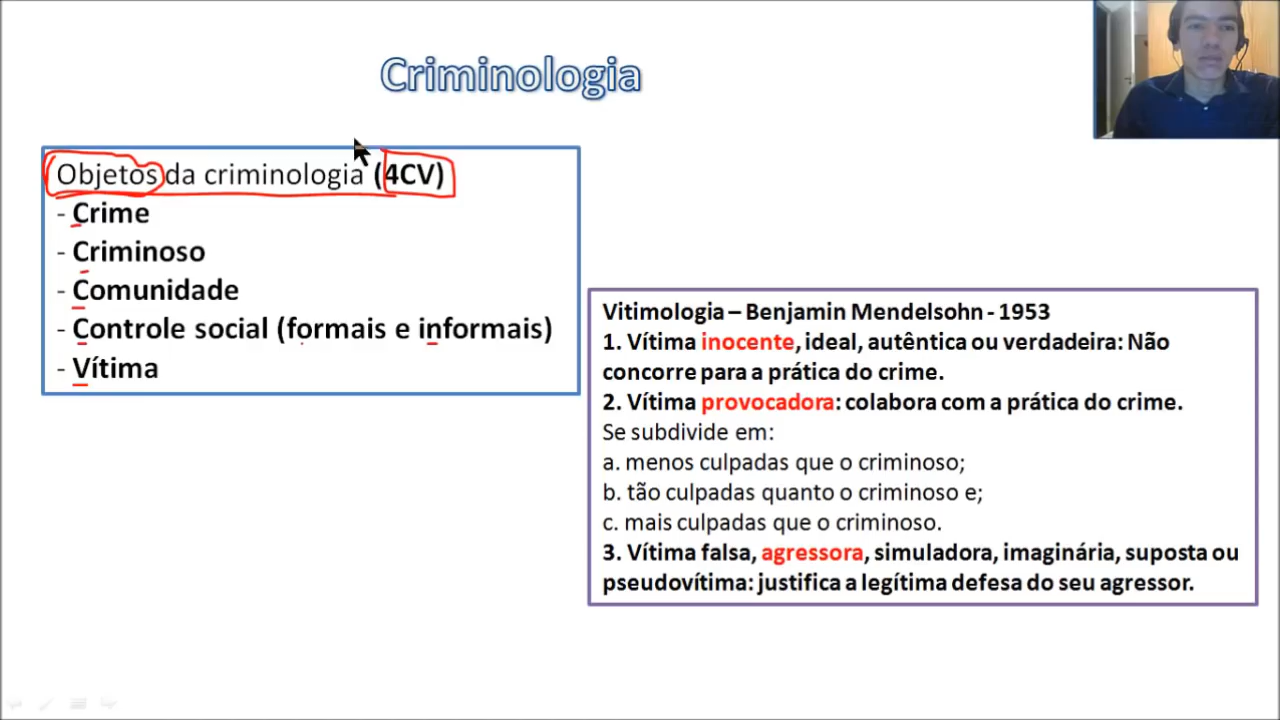 Criminologia
Objetos da criminologia (4CV)
- Crime
- Criminoso
- Comunidade
- Controle social (formais e informais)
- Vítima
Vitimologia – Benjamin Mendelsohn - 1953
1. Vítima inocente, ideal, autêntica ou verdadeira: Não
concorre para a prática do crime.
2. Vítima provocadora: colabora com a prática do crime.
Se subdivide em:
a. menos culpadas que o criminoso;
b. tão culpadas quanto o criminoso e;
c. mais culpadas que o criminoso.
3. Vítima falsa, agressora, simuladora, imaginária, suposta ou
pseudovítima: justifica a legítima defesa do seu agressor.